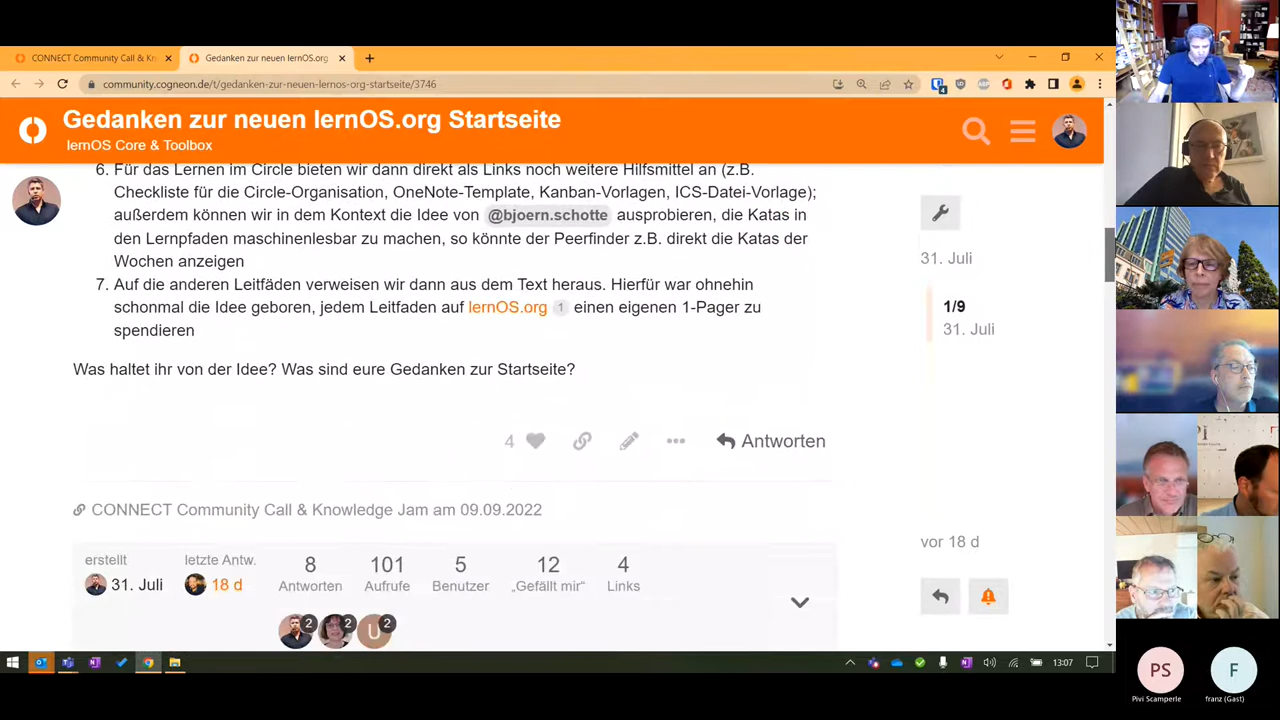 CONNECT Community Call & Kn
Gedanken zur neuen lernOS.org
community.cogneon.de/t/gedanken-zur-neuen-lernos-org-startseite/3746
4
Gedanken zur neuen lernOS.org Startseite
lernOS Core & Toolbox
6. Für das Lernen im Circle bieten wir dann direkt als Links noch weitere Hilfsmittel an (z.B.
Checkliste für die Circle-Organisation, OneNote-Template, Kanban-Vorlagen, ICS-Datei-Vorlage);
außerdem können wir in dem Kontext die Idee von @bjoern.schotte ausprobieren, die Katas in
den Lernpfaden maschinenlesbar zu machen, so könnte der Peerfinder z.B. direkt die Katas der
Wochen anzeigen
7. Auf die anderen Leitfäden verweisen wir dann aus dem Text heraus. Hierfür war ohnehin
schonmal die Idee geboren, jedem Leitfaden auf lernOS.org 1 einen eigenen 1-Pager zu
spendieren
Was haltet ihr von der Idee? Was sind eure Gedanken zur Startseite?
4
Antworten
CONNECT Community Call & Knowledge Jam am 09.09.2022
erstellt
31. Juli
letzte Antw.
18 d
8
Antworten
101
Aufrufe
5
Benutzer
12
„Gefällt mir“
4
Links
2
2
U
2
31. Juli
1/9
31. Juli
vor 18 d
13:07
PS
Pivi Scamperle
F
franz (Gast)